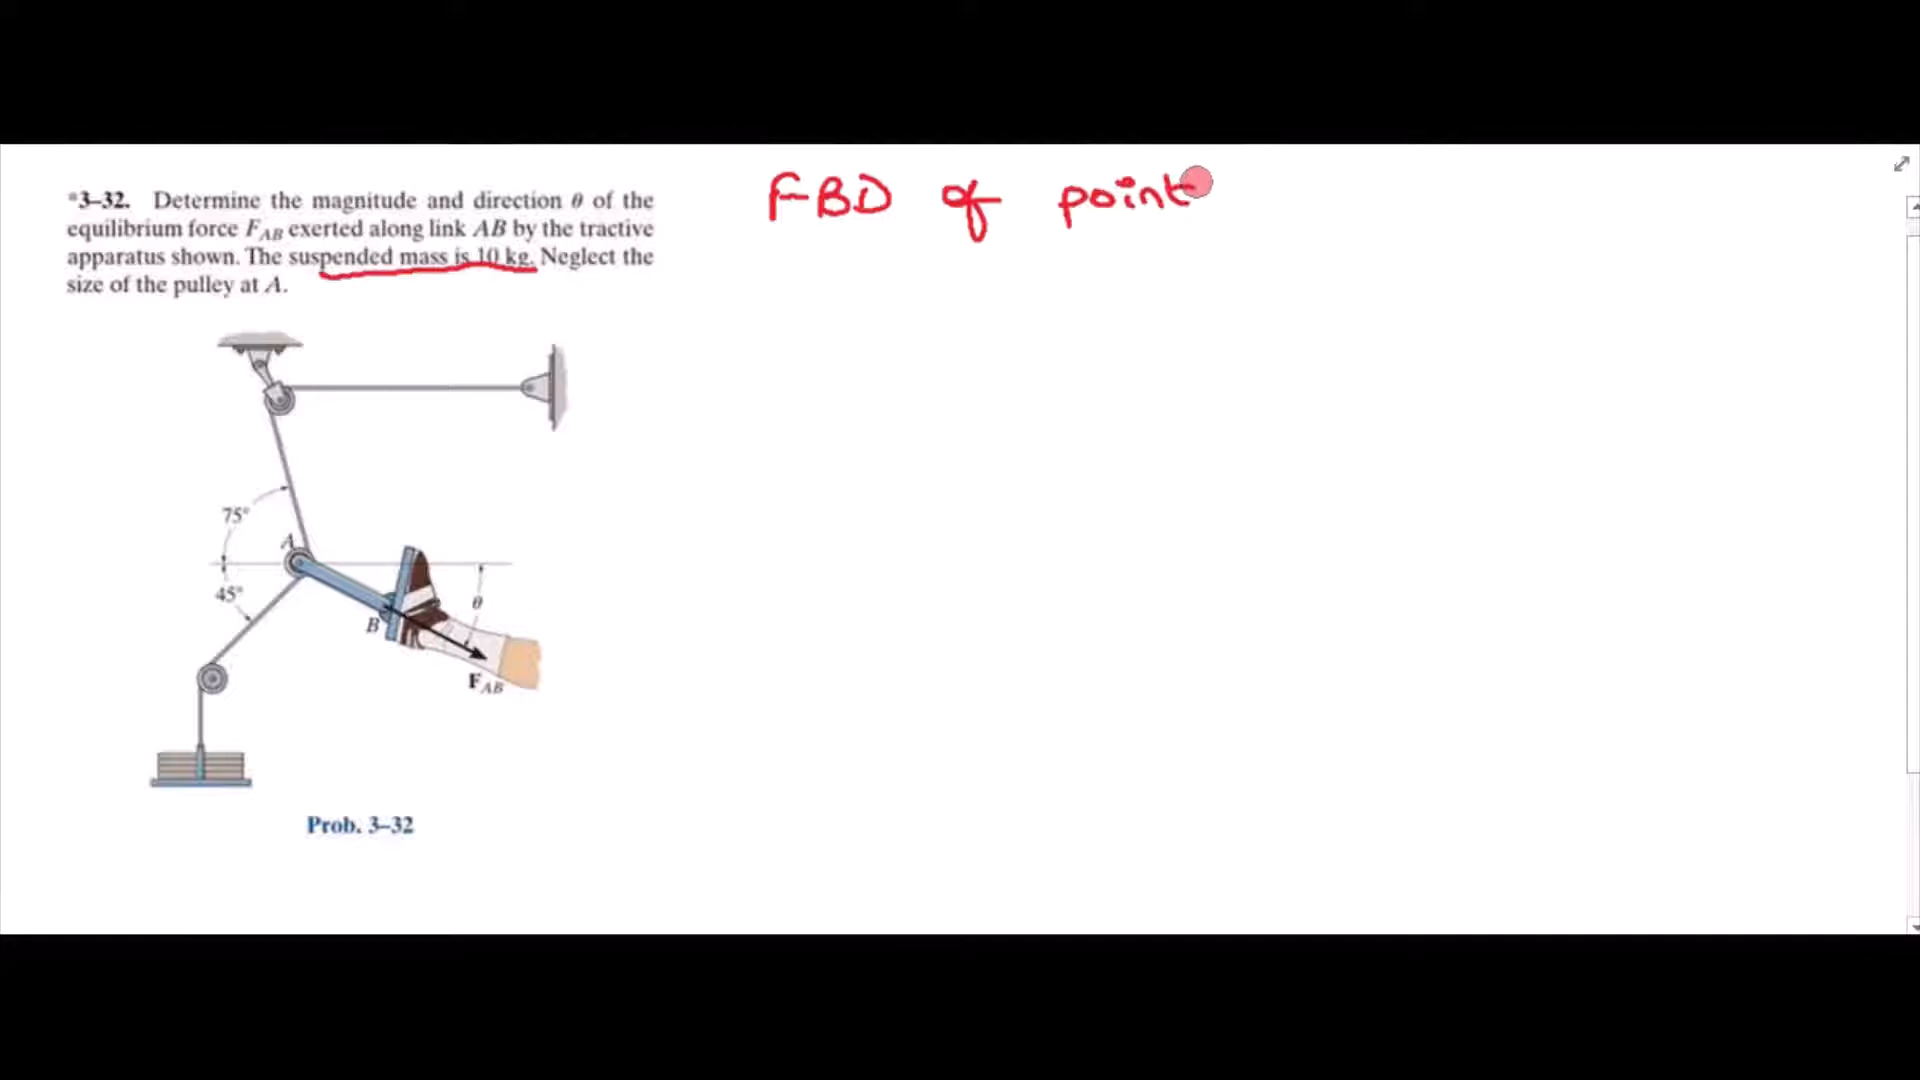 *3–32. Determine the magnitude and direction θ of the
equilibrium force F_AB exerted along link AB by the tractive
apparatus shown. The suspended mass is 10 kg. Neglect the
size of the pulley at A.
FBD of point
75°
A
45°
θ
B
F_AB
Prob. 3–32